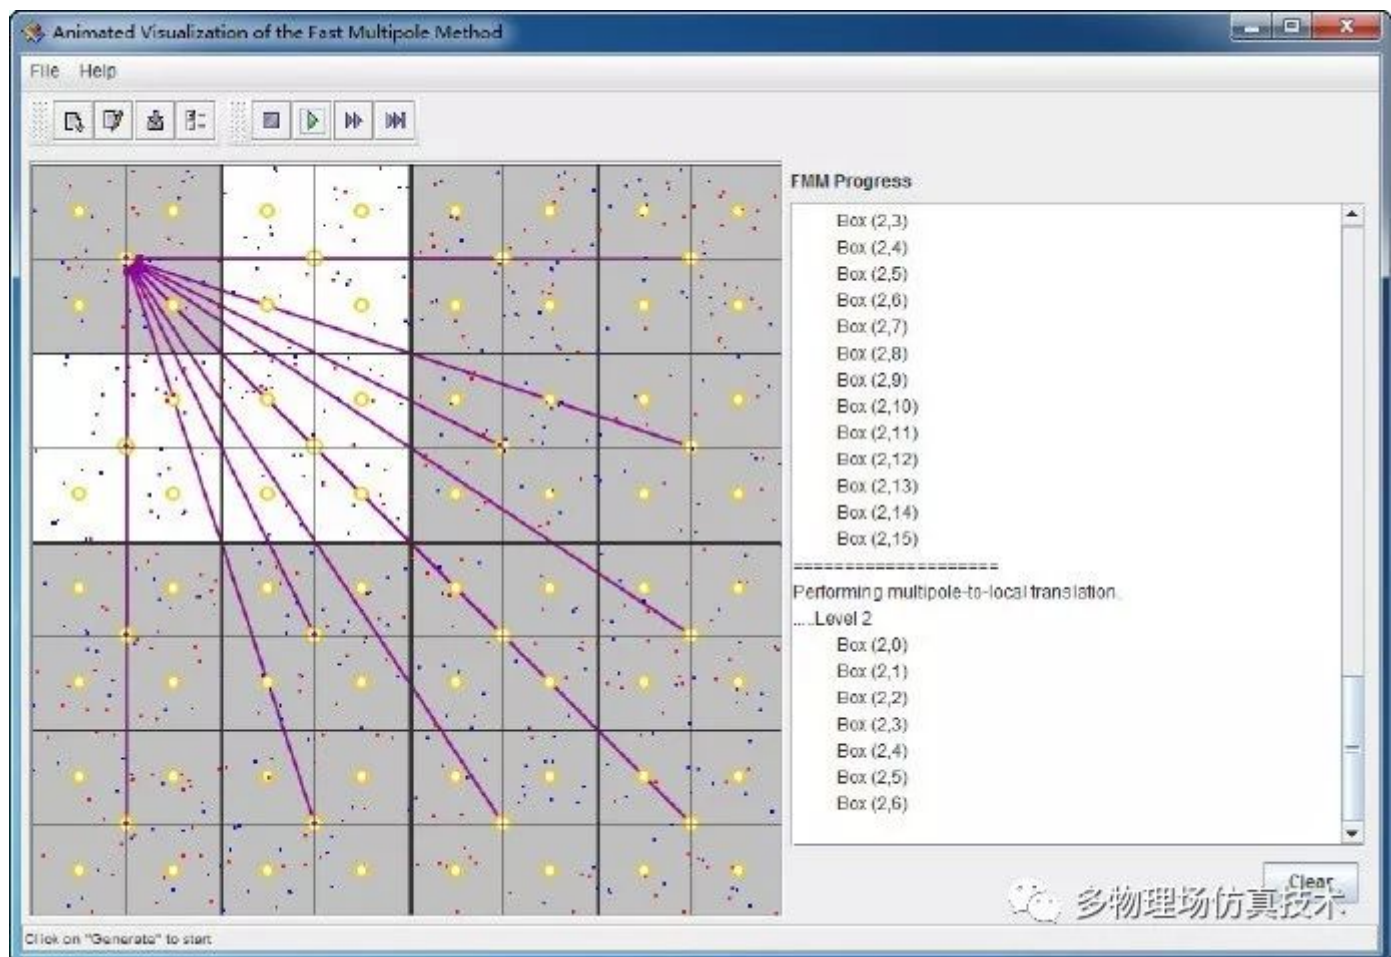 Animated Visualization of the Fast Multipole Method
File Help
FMM Progress
Box (2,3)
Box (2,4)
Box (2,5)
Box (2,6)
Box (2,7)
Box (2,8)
Box (2,9)
Box (2,10)
Box (2,11)
Box (2,12)
Box (2,13)
Box (2,14)
Box (2,15)
====================
Performing multipole-to-local translation.
.....Level 2
Box (2,0)
Box (2,1)
Box (2,2)
Box (2,3)
Box (2,4)
Box (2,5)
Box (2,6)
Clear
多物理场仿真技术
Click on "Generate" to start